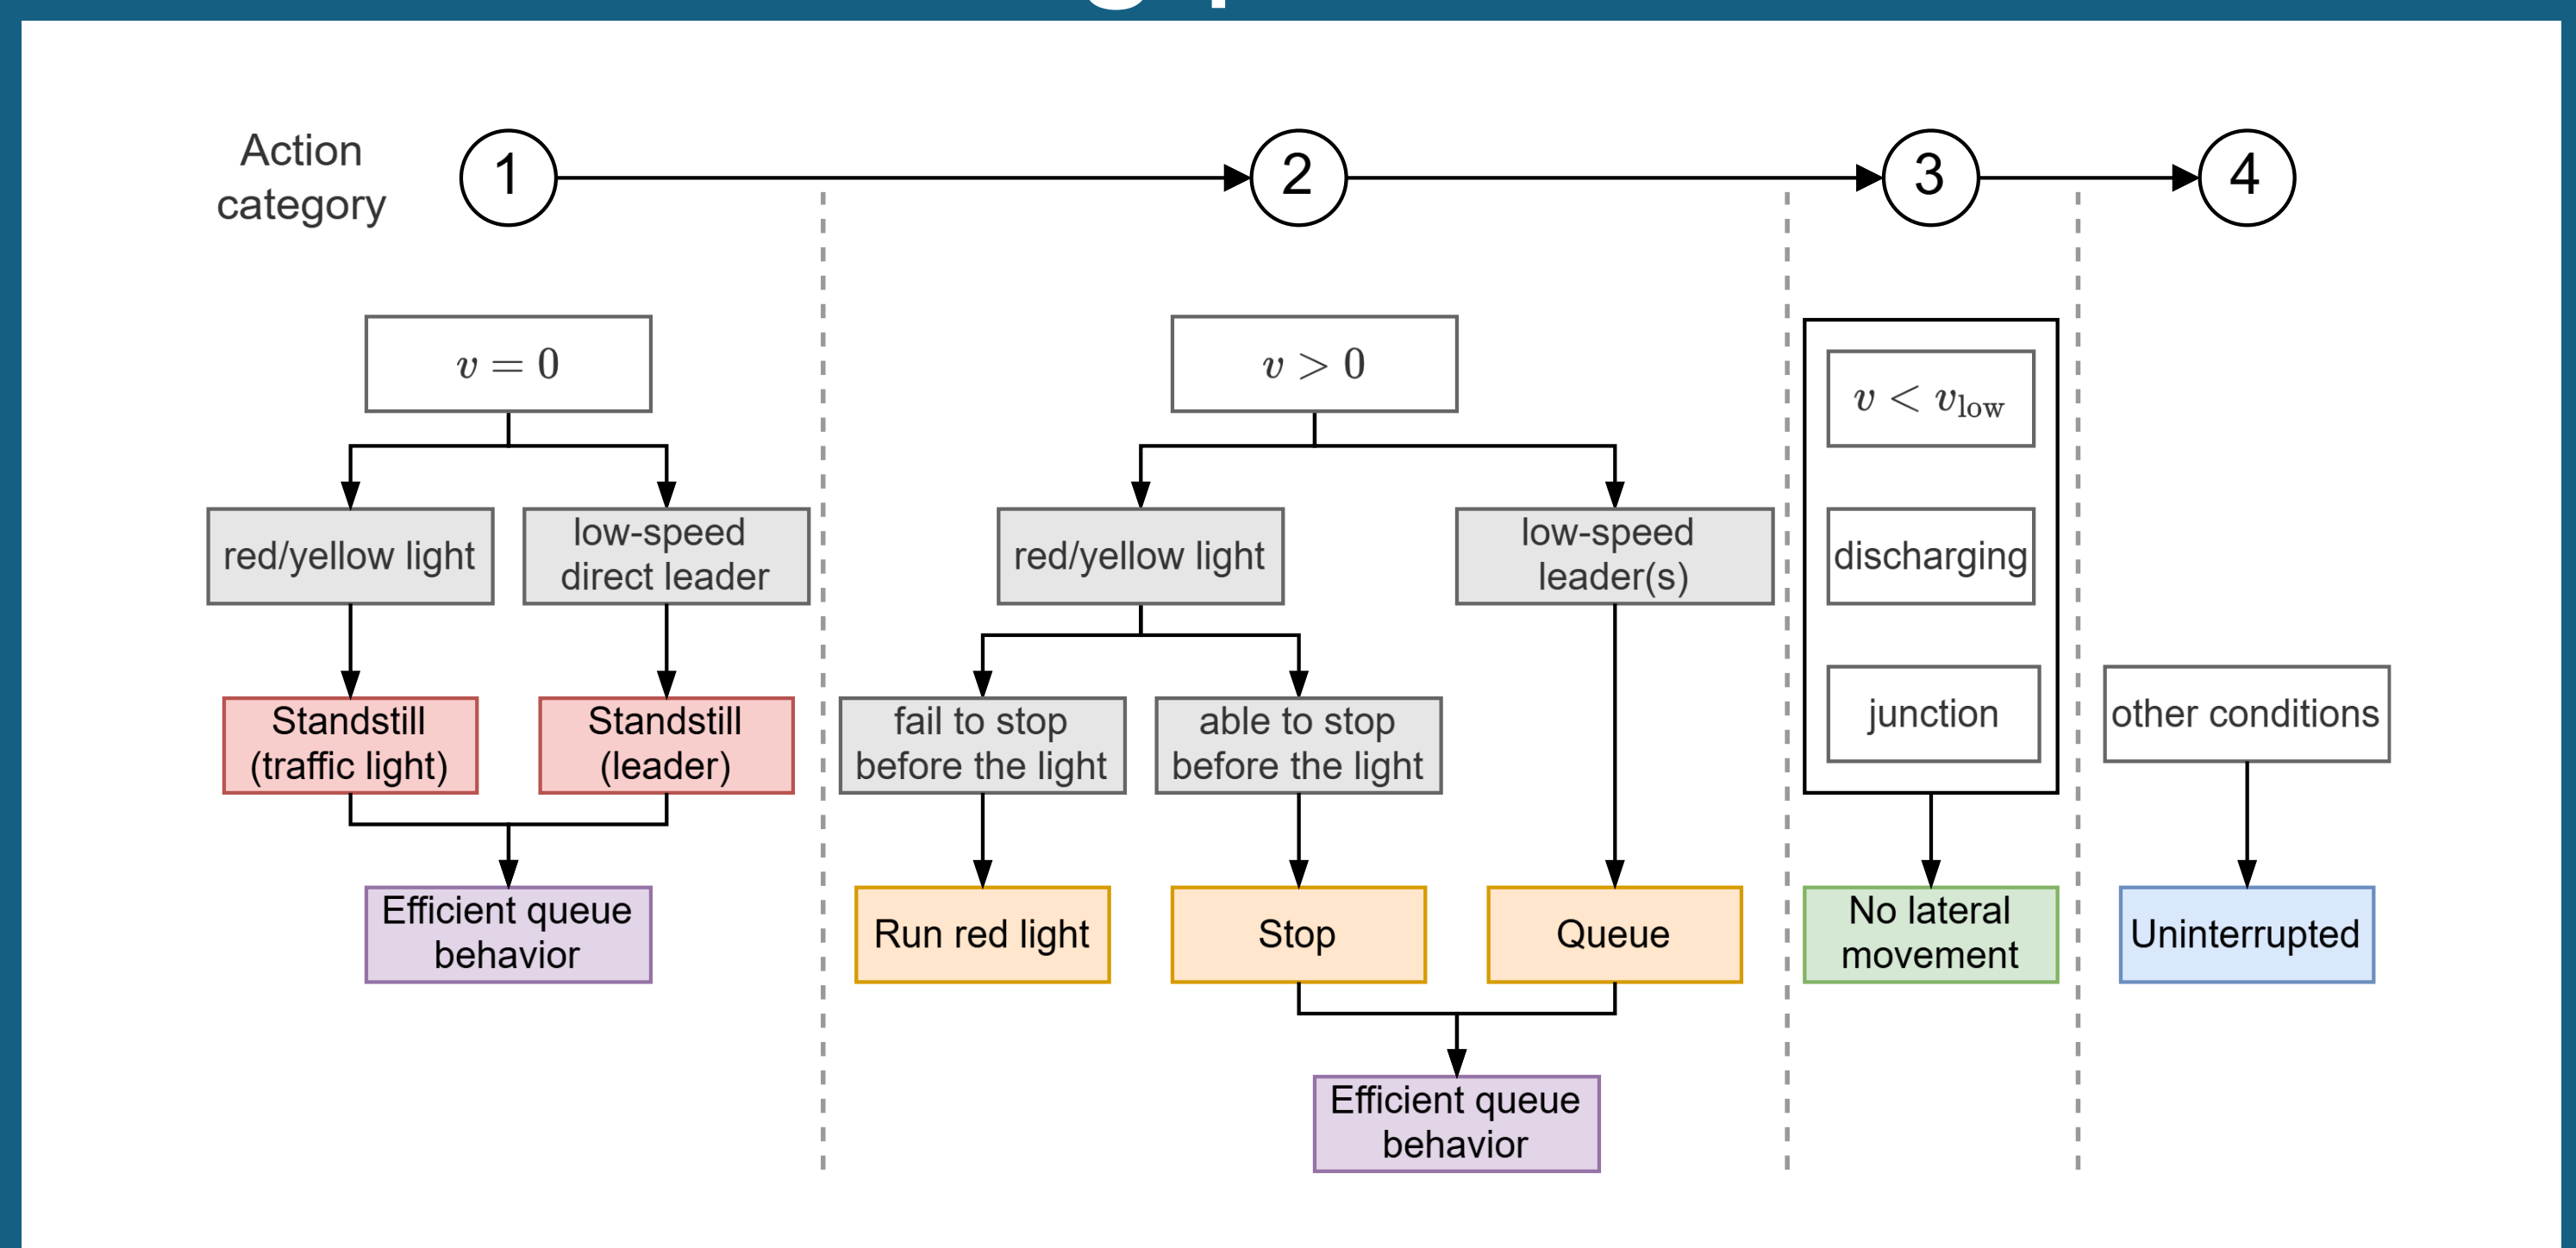 Action
category
1
2
3
4
v = 0
v > 0
v < v_low
red/yellow light
low-speed
direct leader
red/yellow light
low-speed
leader(s)
discharging
Standstill
(traffic light)
Standstill
(leader)
fail to stop
before the light
able to stop
before the light
junction
other conditions
Efficient queue
behavior
Run red light
Stop
Queue
No lateral
movement
Uninterrupted
Efficient queue
behavior